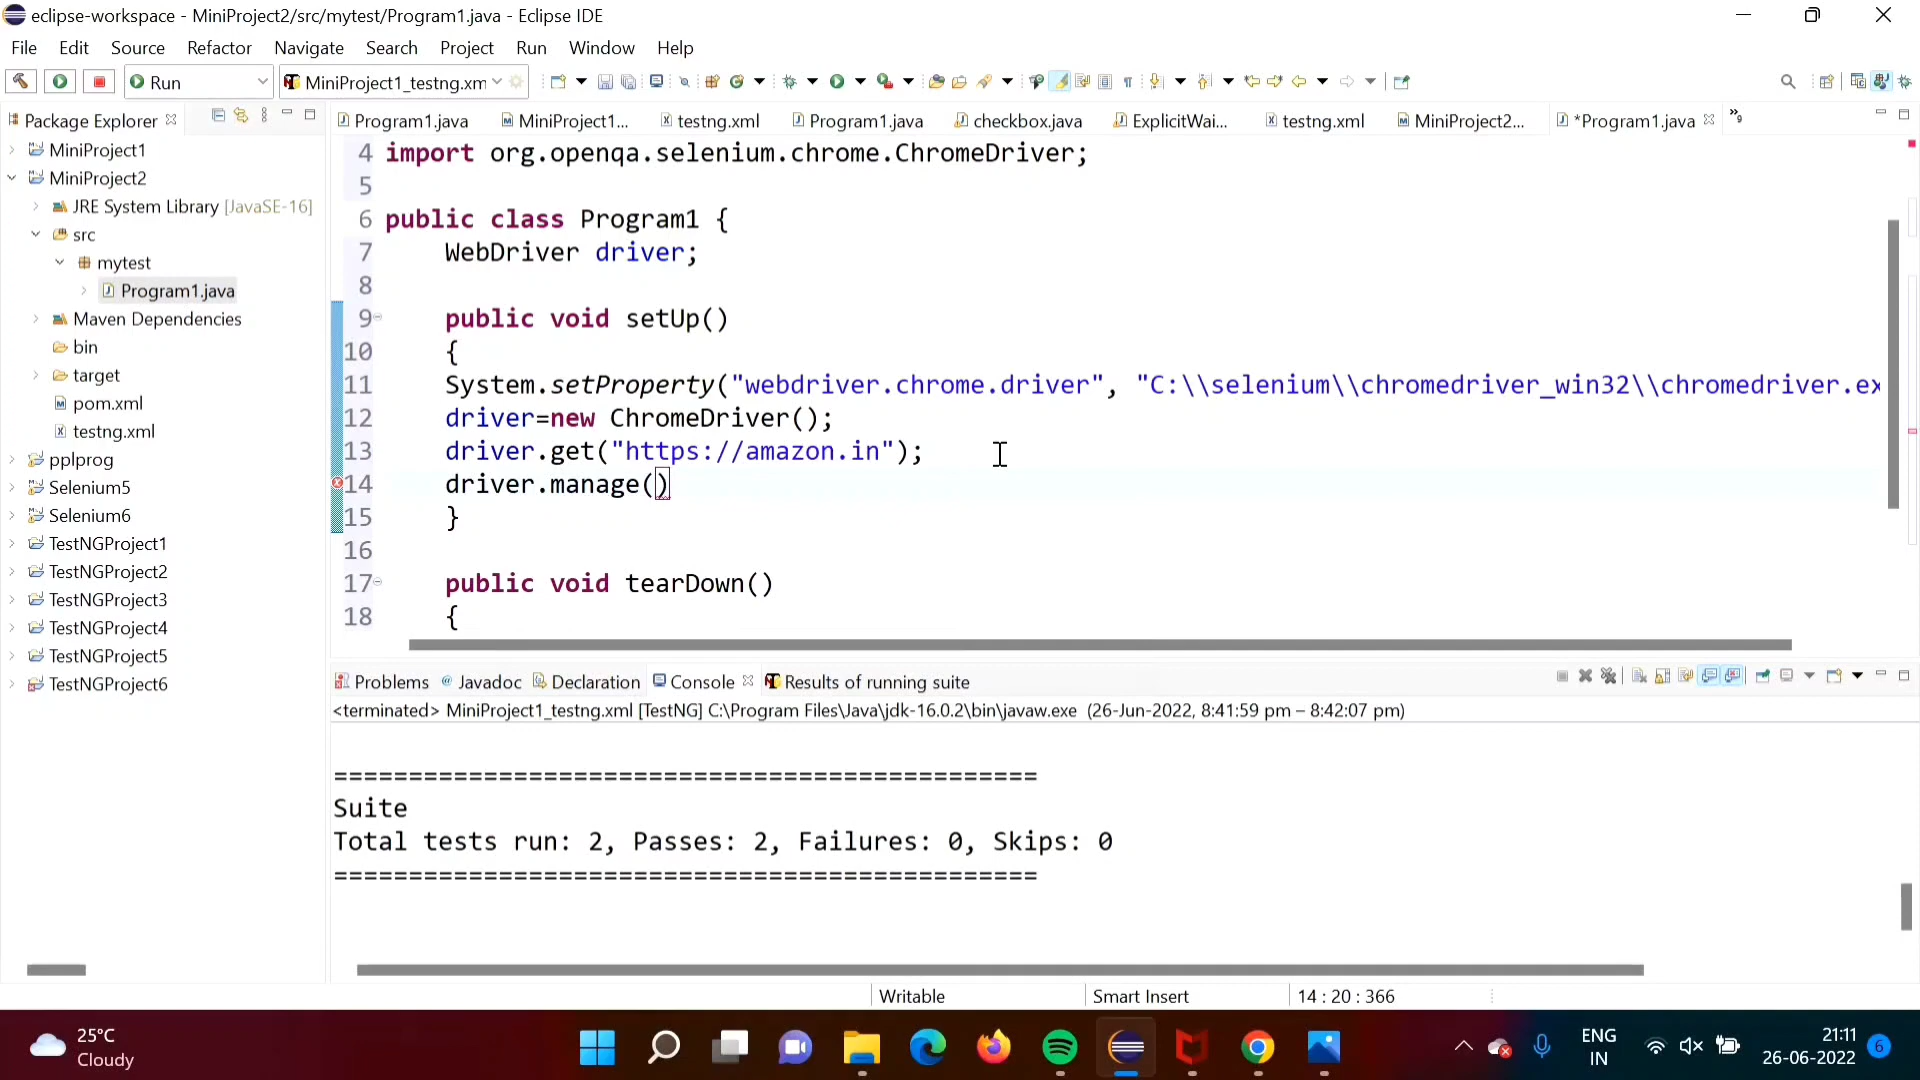 eclipse-workspace - MiniProject2/src/mytest/Program1.java - Eclipse IDE
File Edit Source Refactor Navigate Search Project Run Window Help
Run MiniProject1_testng.xm
Package Explorer
Program1.java MiniProject1... testng.xml Program1.java checkbox.java ExplicitWai... testng.xml MiniProject2... *Program1.java »9
MiniProject1
MiniProject2
JRE System Library [JavaSE-16]
src
mytest
Program1.java
Maven Dependencies
bin
target
pom.xml
testng.xml
pplprog
Selenium5
Selenium6
TestNGProject1
TestNGProject2
TestNGProject3
TestNGProject4
TestNGProject5
TestNGProject6
4 import org.openqa.selenium.chrome.ChromeDriver;
5
6 public class Program1 {
7 WebDriver driver;
8
9 public void setUp()
10 {
11 System.setProperty("webdriver.chrome.driver", "C:\\selenium\\chromedriver_win32\\chromedriver.ex
12 driver=new ChromeDriver();
13 driver.get("https://amazon.in");
14 driver.manage()
15 }
16
17 public void tearDown()
18 {
Problems Javadoc Declaration Console Results of running suite
<terminated> MiniProject1_testng.xml [TestNG] C:\Program Files\Java\jdk-16.0.2\bin\javaw.exe (26-Jun-2022, 8:41:59 pm – 8:42:07 pm)
===============================================
Suite
Total tests run: 2, Passes: 2, Failures: 0, Skips: 0
===============================================
Writable Smart Insert 14 : 20 : 366
25°C
Cloudy
ENG
IN
21:11
26-06-2022
6